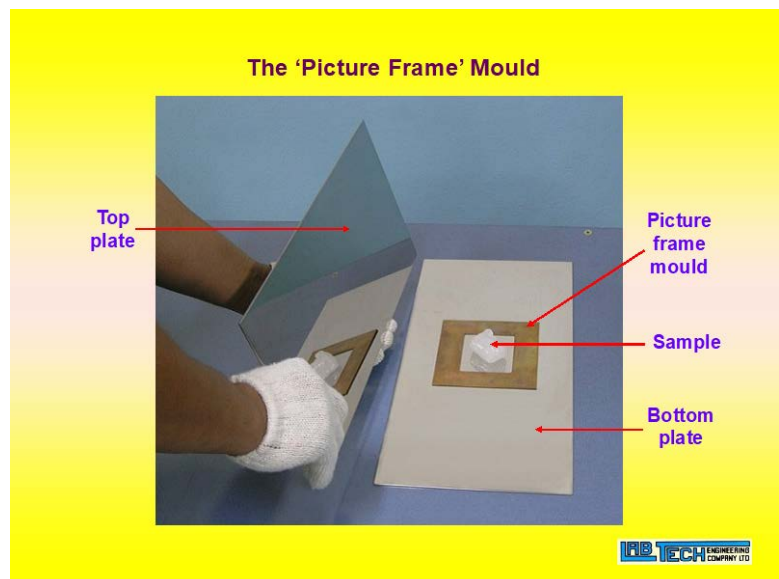 The ‘Picture Frame’ Mould
Top
plate
Picture
frame
mould
Sample
Bottom
plate
LAB TECH ENGINEERING
COMPANY LTD